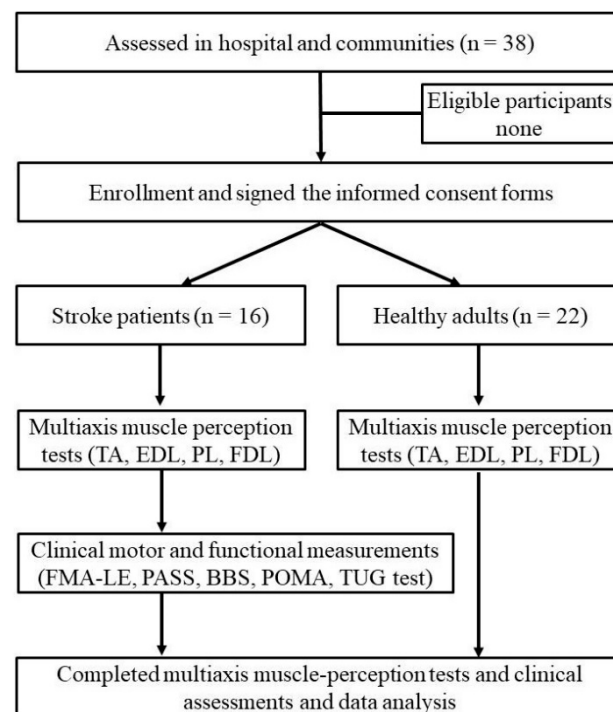 Assessed in hospital and communities (n = 38)
Eligible participants
none
Enrollment and signed the informed consent forms
Stroke patients (n = 16)
Healthy adults (n = 22)
Multiaxis muscle perception
tests (TA, EDL, PL, FDL)
Multiaxis muscle perception
tests (TA, EDL, PL, FDL)
Clinical motor and functional measurements
(FMA-LE, PASS, BBS, POMA, TUG test)
Completed multiaxis muscle-perception tests and clinical
assessments and data analysis